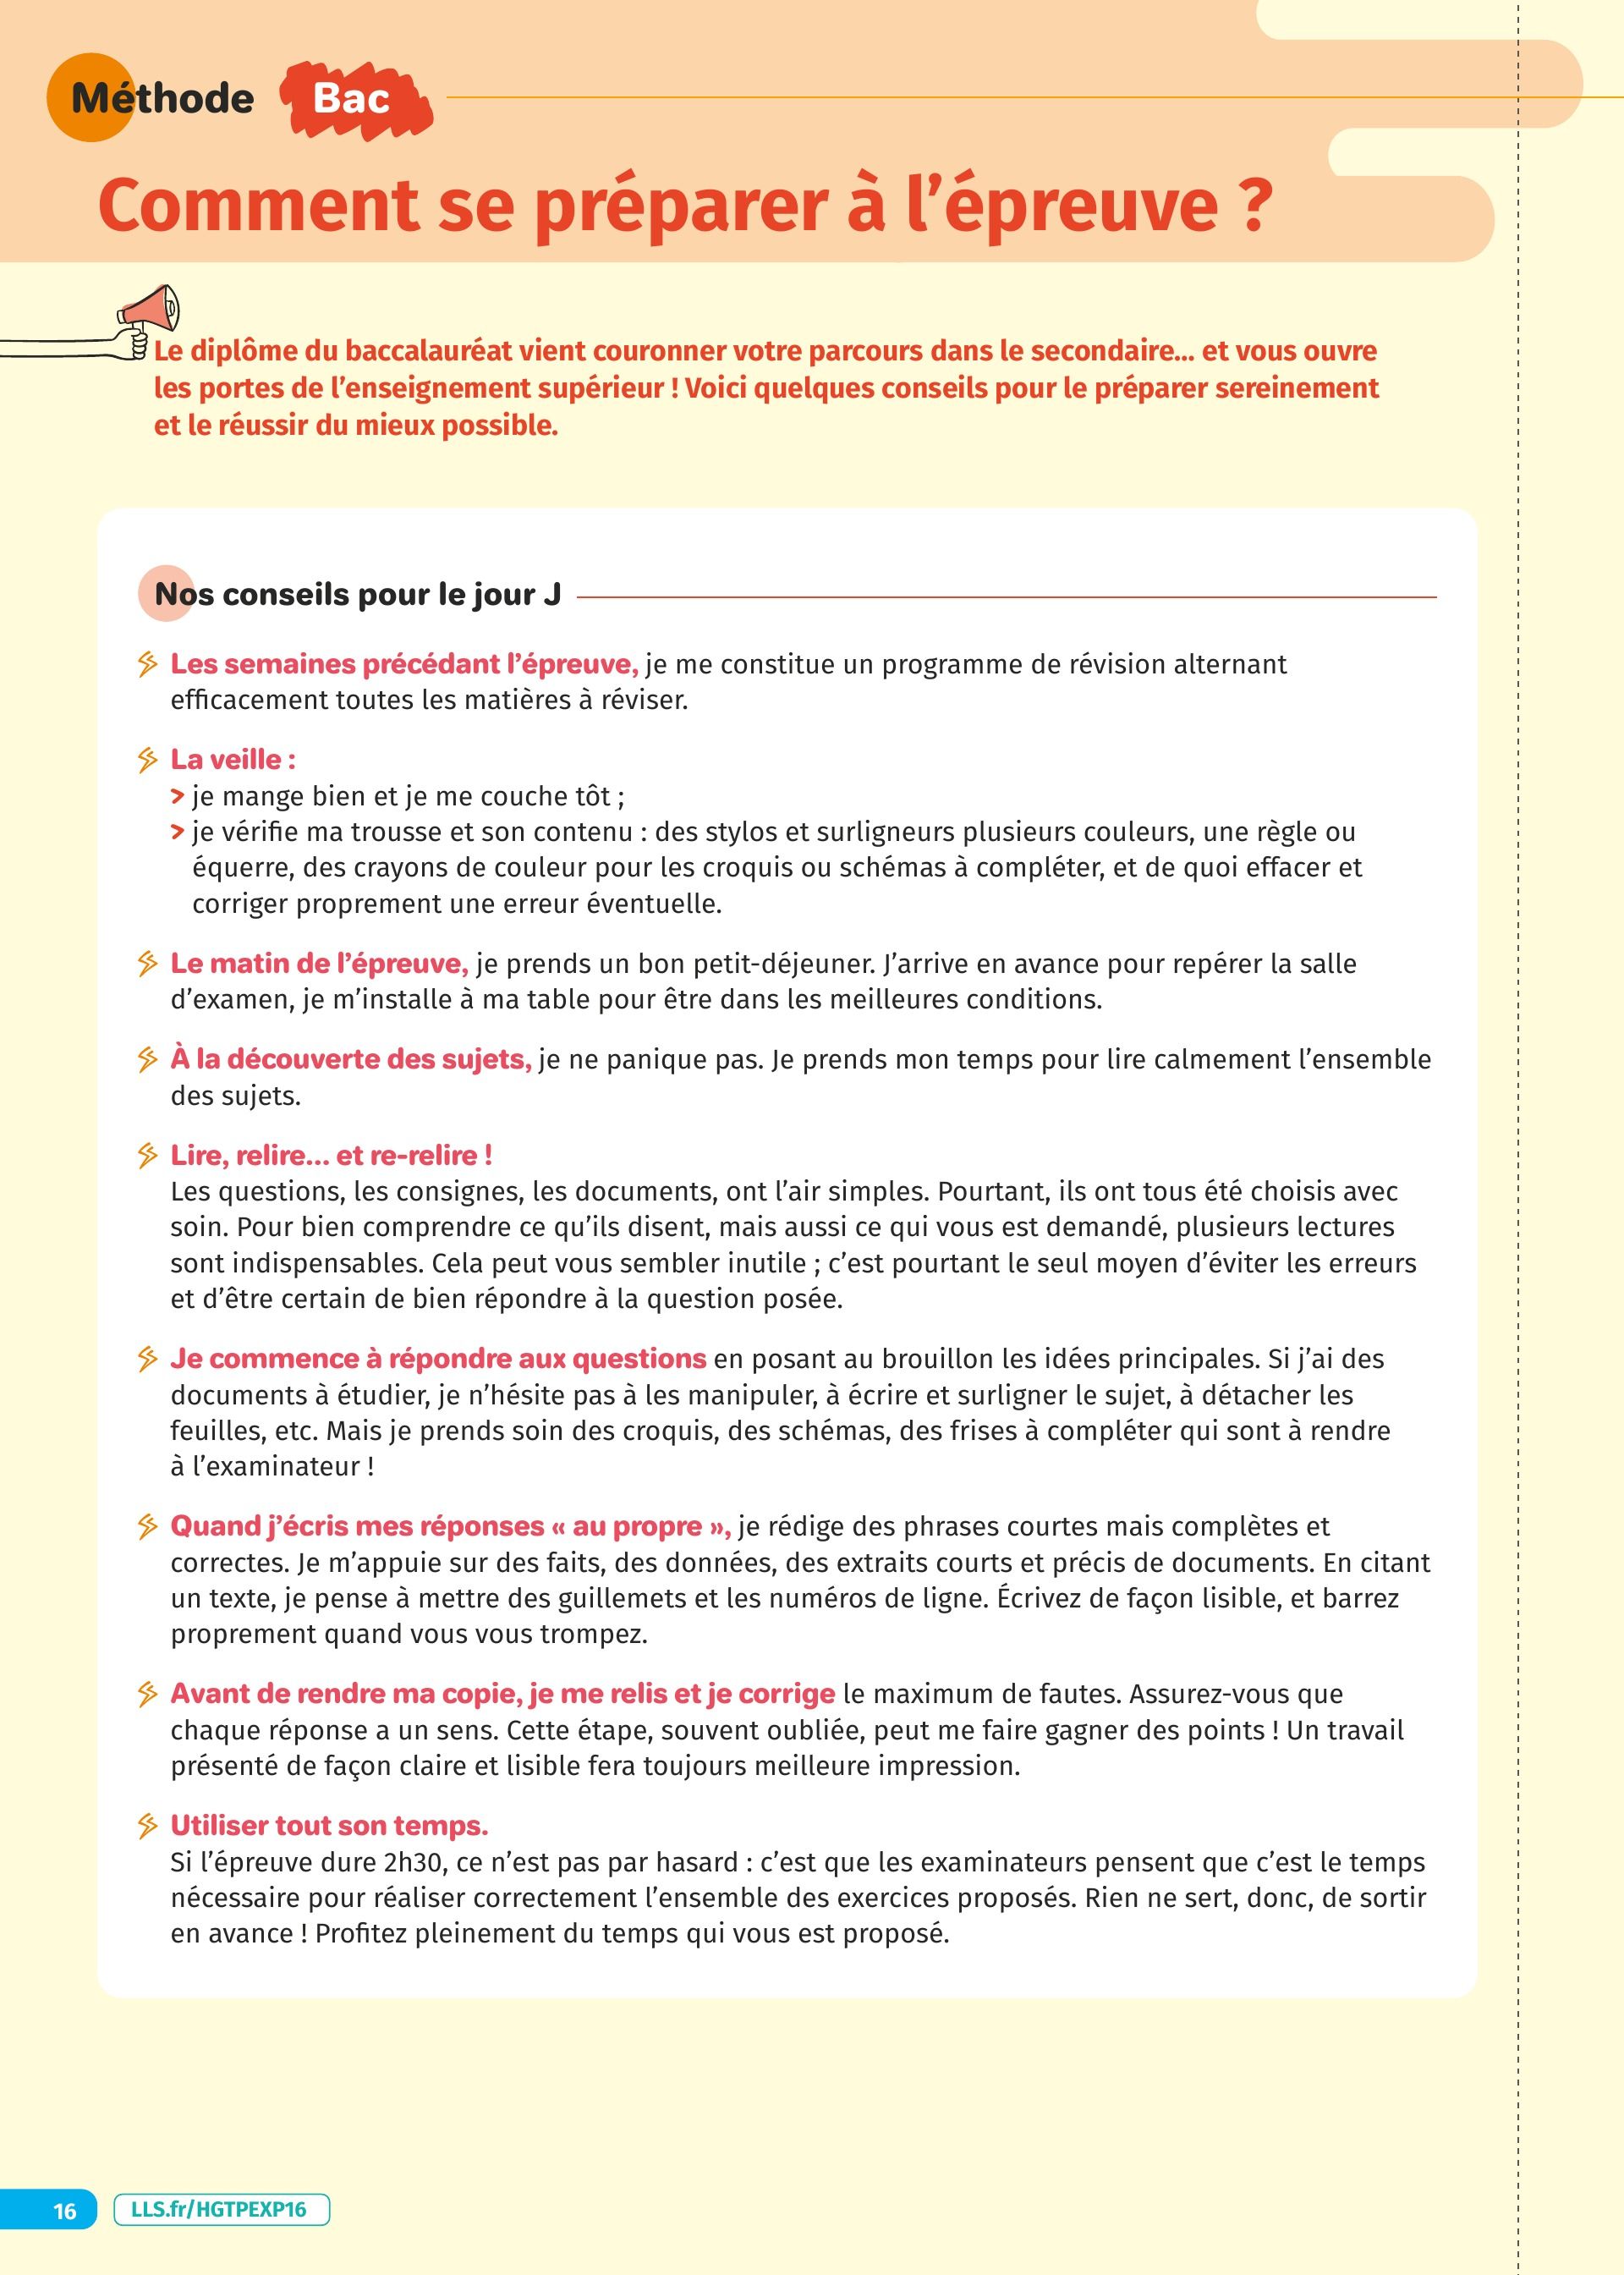 Méthode Bac
Comment se préparer à l’épreuve ?
Le diplôme du baccalauréat vient couronner votre parcours dans le secondaire… et vous ouvre
les portes de l’enseignement supérieur ! Voici quelques conseils pour le préparer sereinement
et le réussir du mieux possible.
Nos conseils pour le jour J
Les semaines précédant l’épreuve, je me constitue un programme de révision alternant
efficacement toutes les matières à réviser.
La veille :
> je mange bien et je me couche tôt ;
> je vérifie ma trousse et son contenu : des stylos et surligneurs plusieurs couleurs, une règle ou
équerre, des crayons de couleur pour les croquis ou schémas à compléter, et de quoi effacer et
corriger proprement une erreur éventuelle.
Le matin de l’épreuve, je prends un bon petit-déjeuner. J’arrive en avance pour repérer la salle
d’examen, je m’installe à ma table pour être dans les meilleures conditions.
À la découverte des sujets, je ne panique pas. Je prends mon temps pour lire calmement l’ensemble
des sujets.
Lire, relire… et re-relire !
Les questions, les consignes, les documents, ont l’air simples. Pourtant, ils ont tous été choisis avec
soin. Pour bien comprendre ce qu’ils disent, mais aussi ce qui vous est demandé, plusieurs lectures
sont indispensables. Cela peut vous sembler inutile ; c’est pourtant le seul moyen d’éviter les erreurs
et d’être certain de bien répondre à la question posée.
Je commence à répondre aux questions en posant au brouillon les idées principales. Si j’ai des
documents à étudier, je n’hésite pas à les manipuler, à écrire et surligner le sujet, à détacher les
feuilles, etc. Mais je prends soin des croquis, des schémas, des frises à compléter qui sont à rendre
à l’examinateur !
Quand j’écris mes réponses « au propre », je rédige des phrases courtes mais complètes et
correctes. Je m’appuie sur des faits, des données, des extraits courts et précis de documents. En citant
un texte, je pense à mettre des guillemets et les numéros de ligne. Écrivez de façon lisible, et barrez
proprement quand vous vous trompez.
Avant de rendre ma copie, je me relis et je corrige le maximum de fautes. Assurez-vous que
chaque réponse a un sens. Cette étape, souvent oubliée, peut me faire gagner des points ! Un travail
présenté de façon claire et lisible fera toujours meilleure impression.
Utiliser tout son temps.
Si l’épreuve dure 2h30, ce n’est pas par hasard : c’est que les examinateurs pensent que c’est le temps
nécessaire pour réaliser correctement l’ensemble des exercices proposés. Rien ne sert, donc, de sortir
en avance ! Profitez pleinement du temps qui vous est proposé.
16 LLS.fr/HGTPEXP16